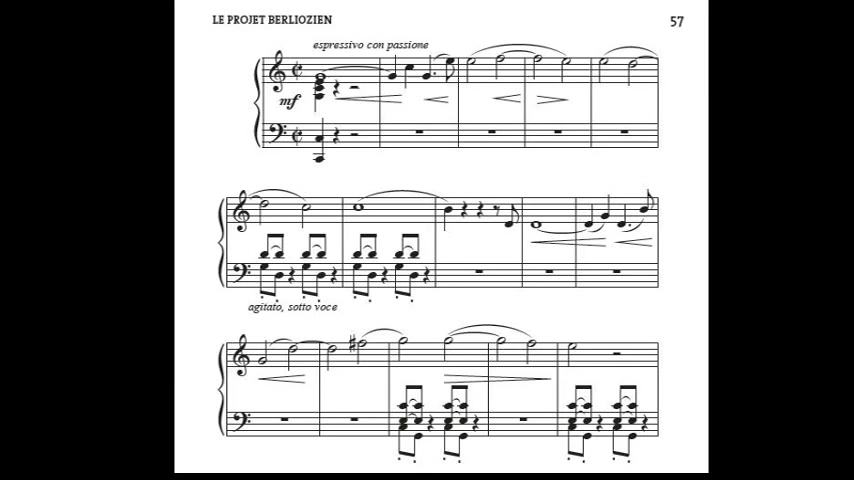 LE PROJET BERLIOZIEN
57
espressivo con passione
mf
agitato, sotto voce